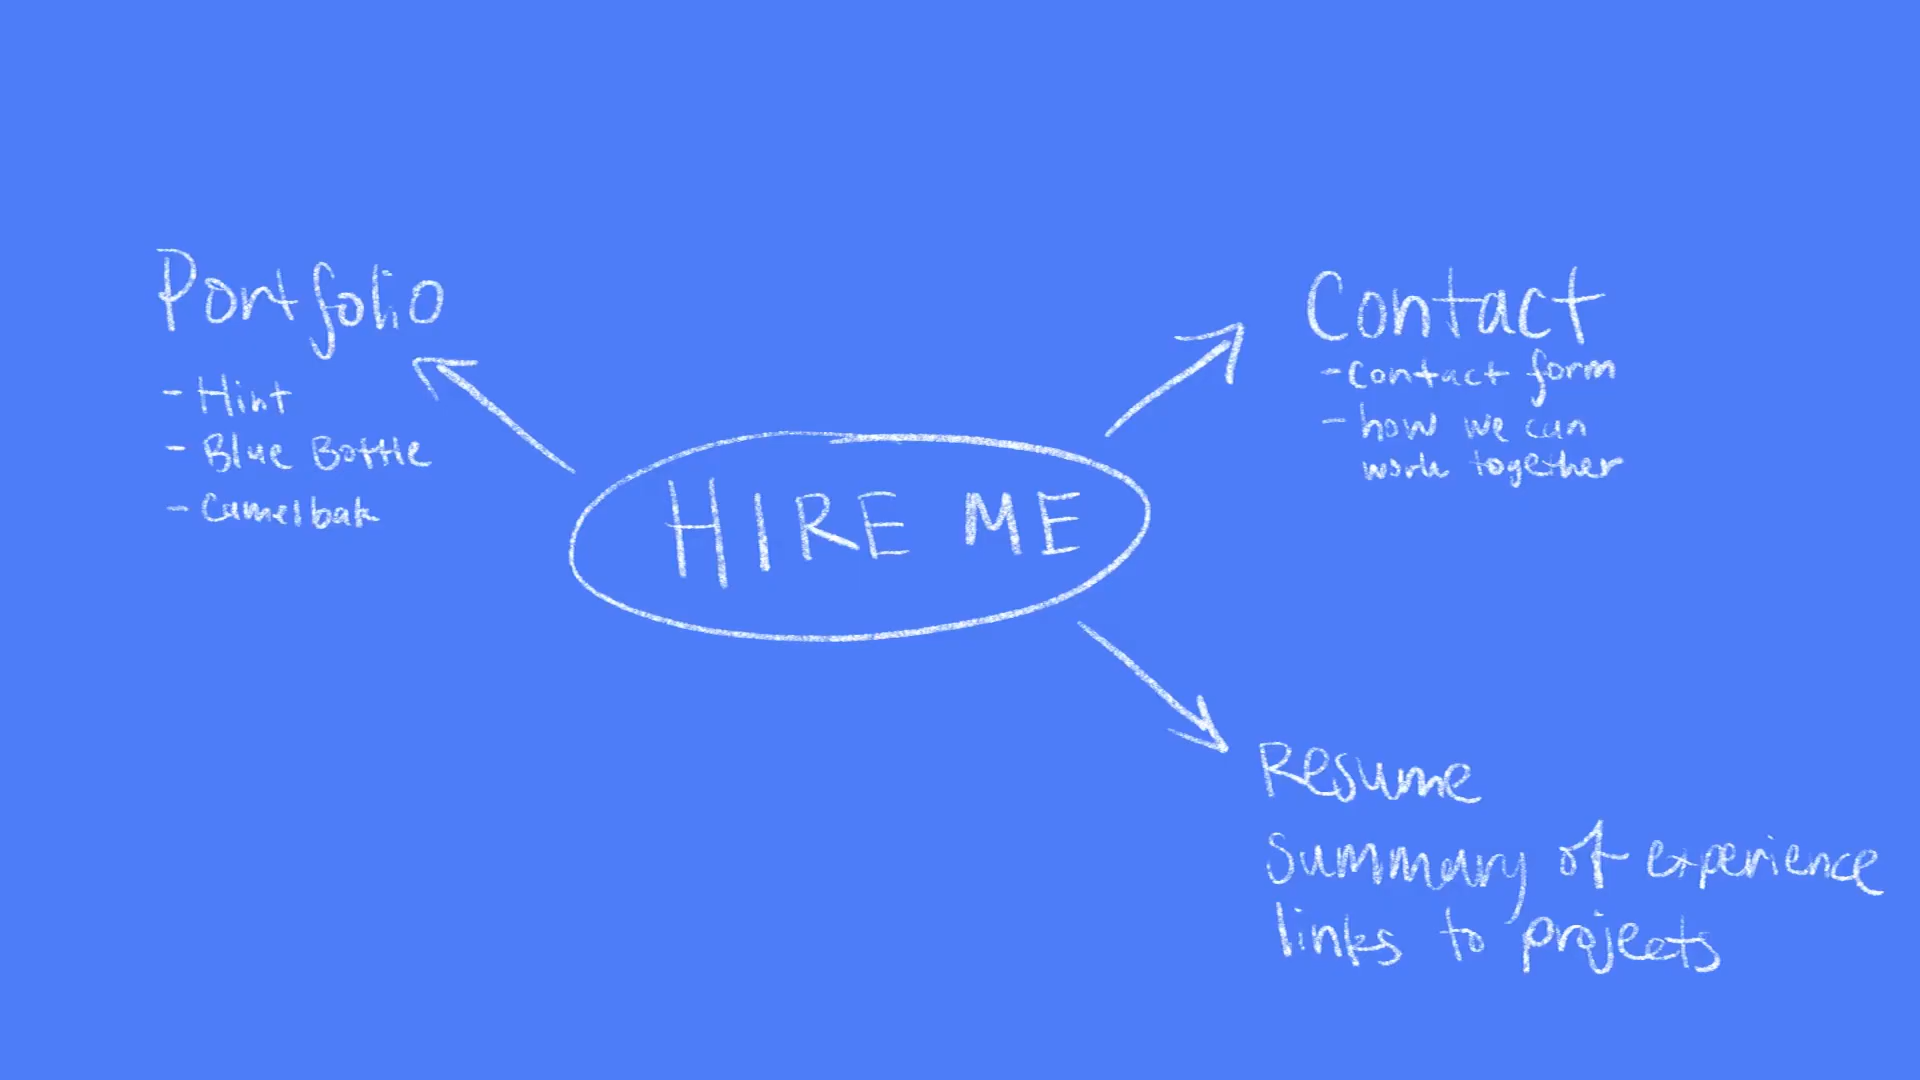 Portfolio
- Hint
- Blue Bottle
- Camelbak
HIRE ME
Contact
- contact form
- how we can
work together
Resume
Summary of experience
links to projects